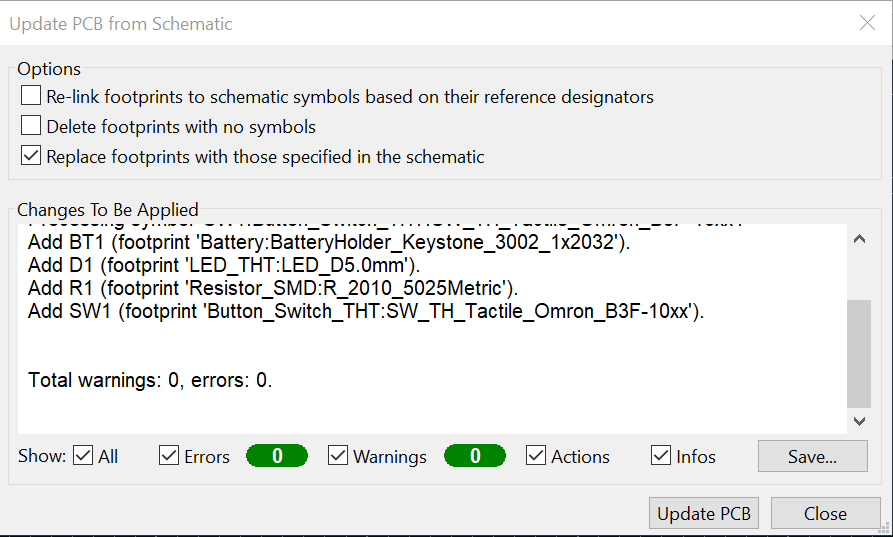 Update PCB from Schematic
Options
Re-link footprints to schematic symbols based on their reference designators
Delete footprints with no symbols
Replace footprints with those specified in the schematic
Changes To Be Applied
Add BT1 (footprint 'Battery:BatteryHolder_Keystone_3002_1x2032').
Add D1 (footprint 'LED_THT:LED_D5.0mm').
Add R1 (footprint 'Resistor_SMD:R_2010_5025Metric').
Add SW1 (footprint 'Button_Switch_THT:SW_TH_Tactile_Omron_B3F-10xx').
Total warnings: 0, errors: 0.
Show: All Errors 0 Warnings 0 Actions Infos Save...
Update PCB Close